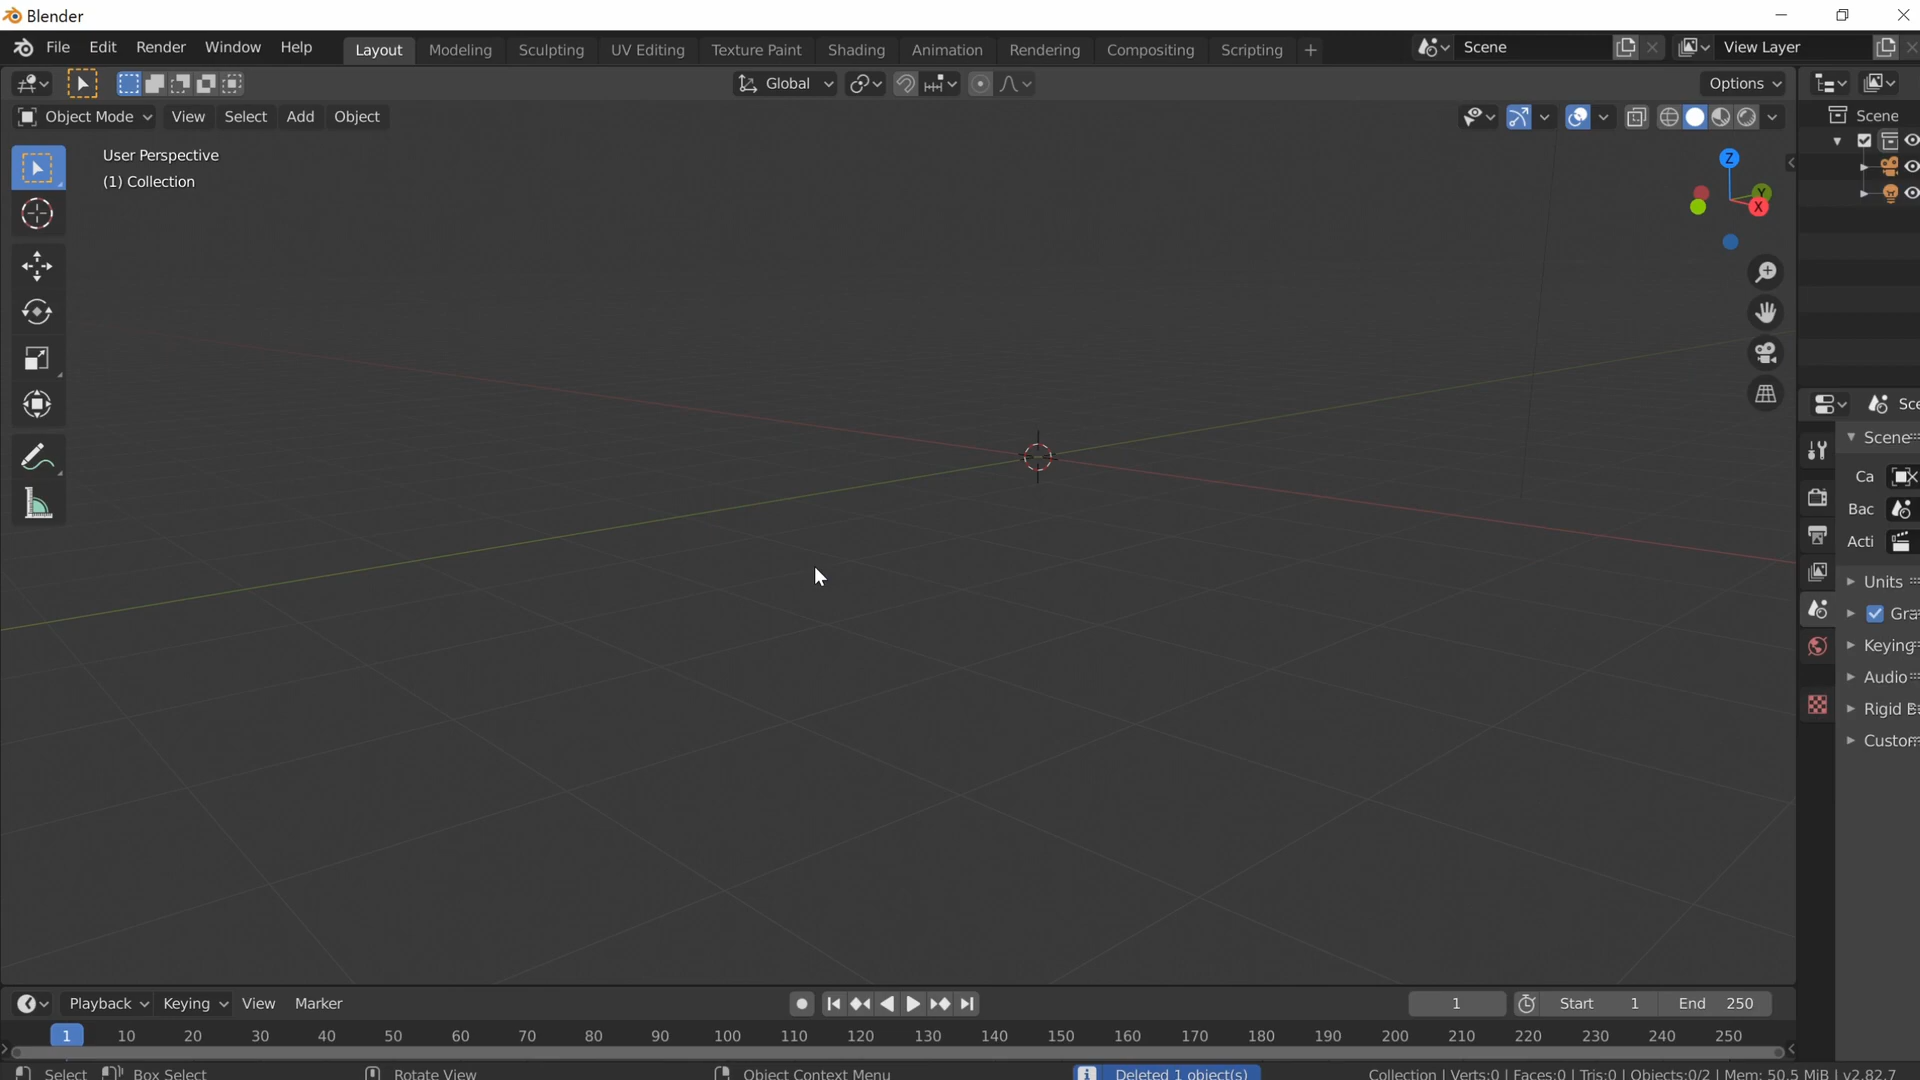 Blender
File Edit Render Window Help Layout Modeling Sculpting UV Editing Texture Paint Shading Animation Rendering Compositing Scripting + Scene View Layer
Global Options
Object Mode View Select Add Object
Scene
User Perspective
(1) Collection
Z
Y
X
Sce
Scene
Ca
Bac
Acti
Units
Gra
Keying
Audio
Rigid B
Custor
Playback Keying View Marker 1 Start 1 End 250
1 10 20 30 40 50 60 70 80 90 100 110 120 130 140 150 160 170 180 190 200 210 220 230 240 250
Select Box Select Rotate View Object Context Menu Deleted 1 object(s) Collection | Verts:0 | Faces:0 | Tris:0 | Objects:0/2 | Mem: 50.5 MiB | v2.82.7